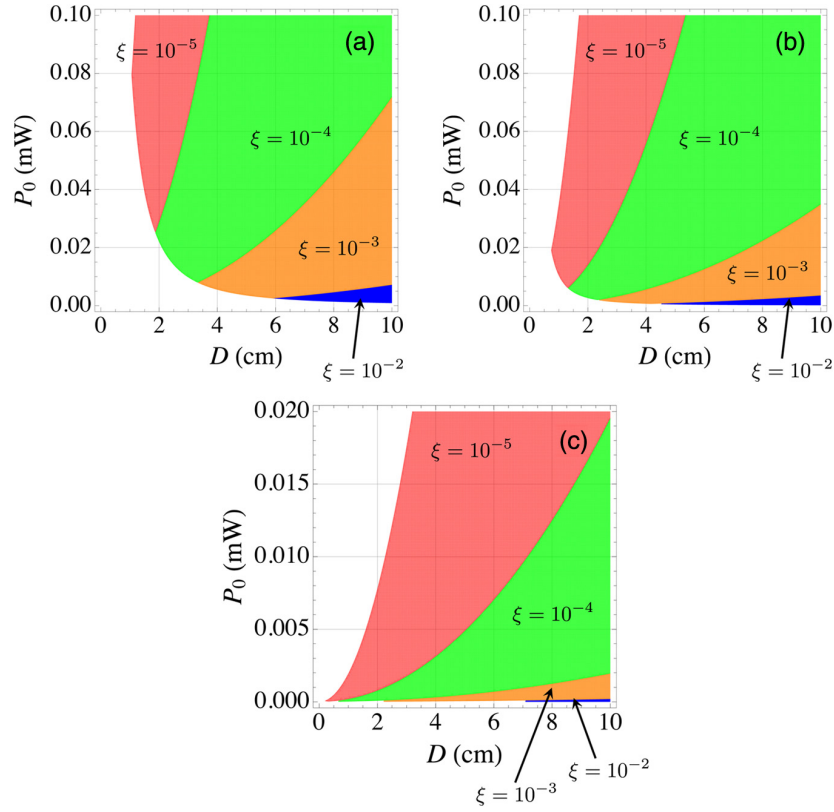 (a)
ξ = 10⁻⁵
ξ = 10⁻⁴
ξ = 10⁻³
ξ = 10⁻²
P₀ (mW)
0.10
0.08
0.06
0.04
0.02
0.00
0 2 4 6 8 10
D (cm)
(b)
ξ = 10⁻⁵
ξ = 10⁻⁴
ξ = 10⁻³
ξ = 10⁻²
P₀ (mW)
0.10
0.08
0.06
0.04
0.02
0.00
0 2 4 6 8 10
D (cm)
(c)
ξ = 10⁻⁵
ξ = 10⁻⁴
ξ = 10⁻³
ξ = 10⁻²
P₀ (mW)
0.020
0.015
0.010
0.005
0.000
0 2 4 6 8 10
D (cm)